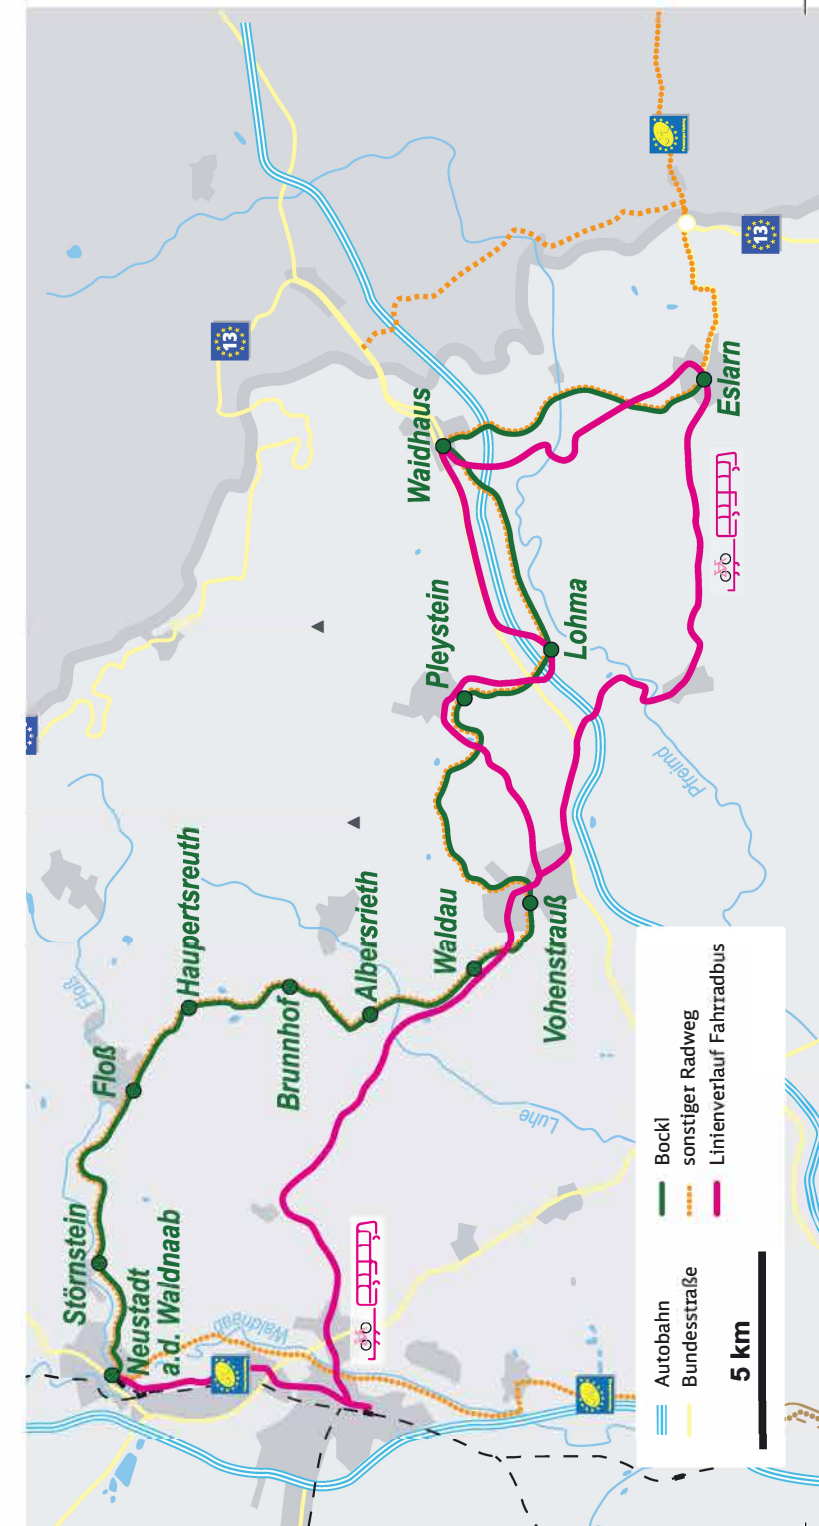 Störnstein
Neustadt
a.d. Waldnaab
Floß
Floß
Haupertsreuth
Brunnhof
Albersrieth
Waldau
Vohenstrauß
Pleystein
Lohma
Waidhaus
Eslarn
Waldnaab
Luhe
Pfreimd
13
13
Autobahn
Bundesstraße
Bockl
sonstiger Radweg
Linienverlauf Fahrradbus
5 km